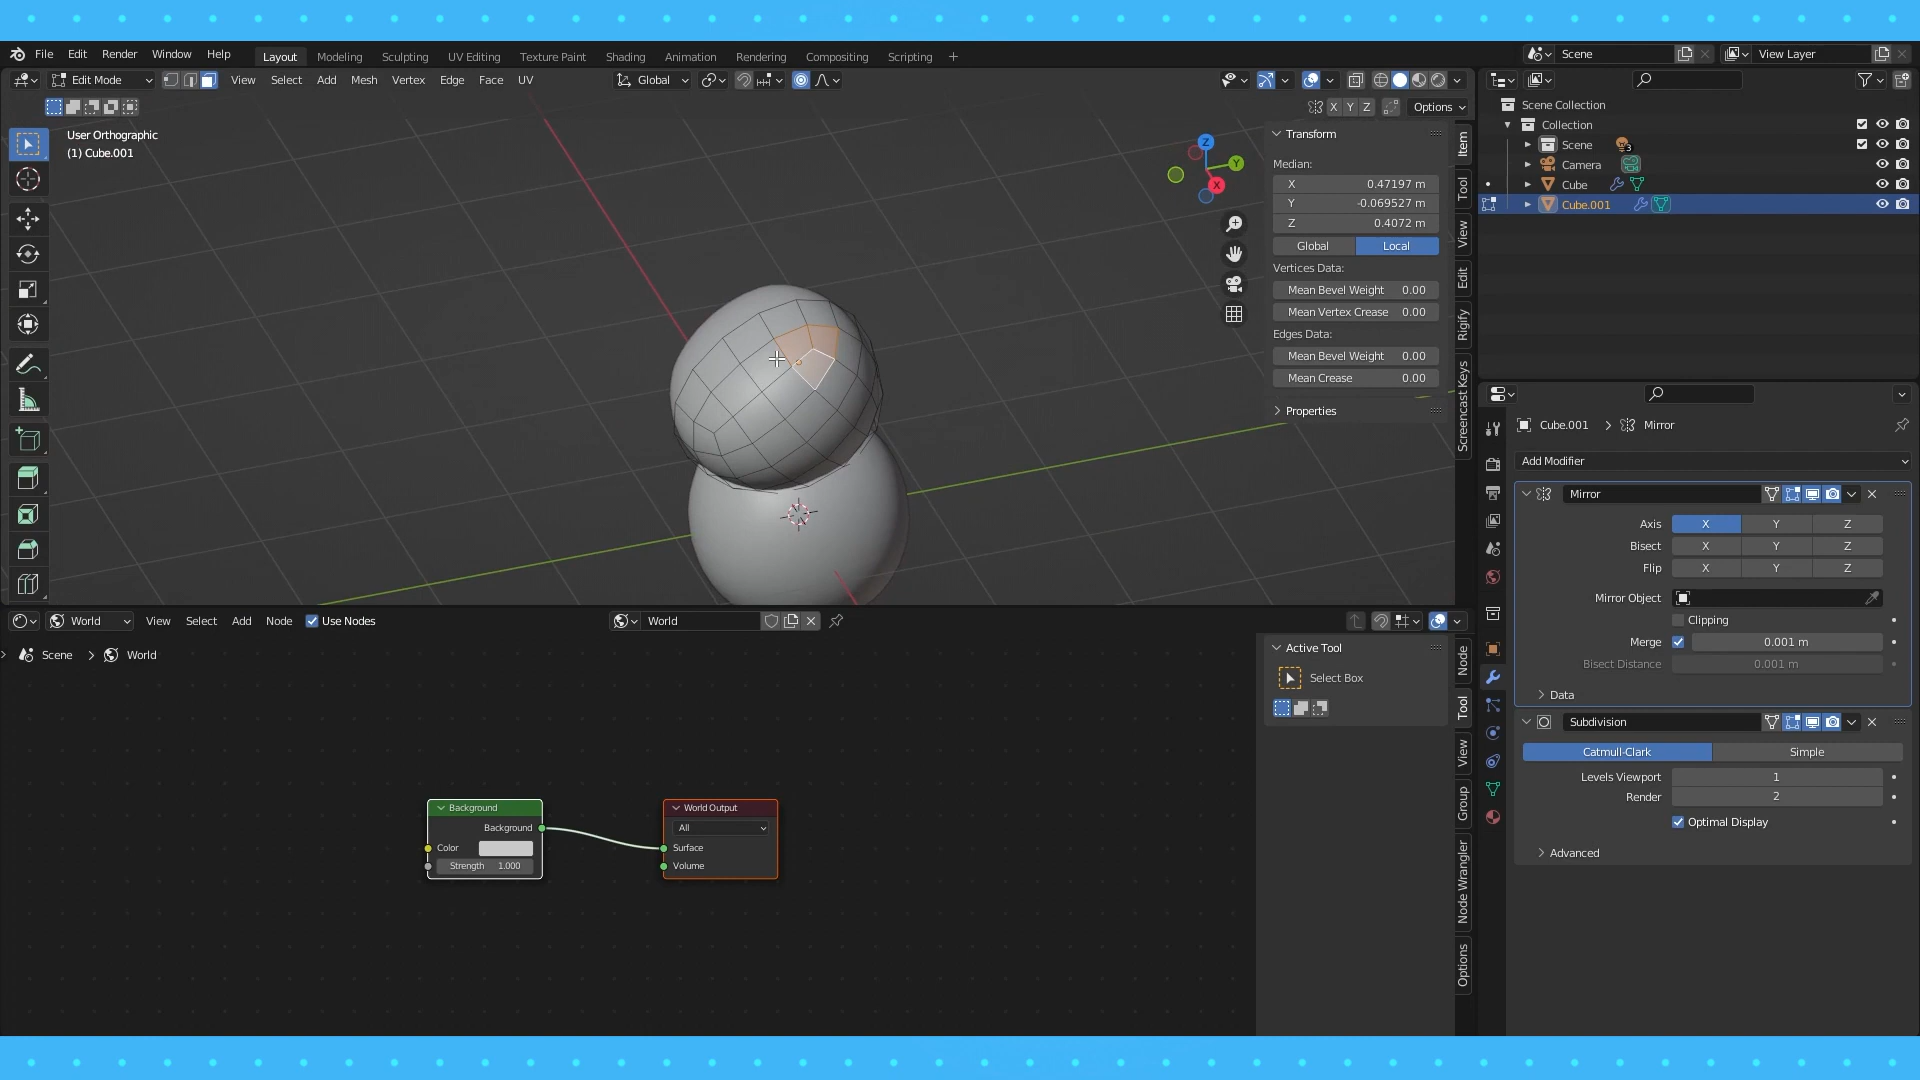 File Edit Render Window Help Layout Modeling Sculpting UV Editing Texture Paint Shading Animation Rendering Compositing Scripting + Scene View Layer
Edit Mode View Select Add Mesh Vertex Edge Face UV Global
X Y Z Options
User Orthographic
(1) Cube.001
Z
Y
X
Transform
Median:
X 0.47197 m
Y -0.069527 m
Z 0.4072 m
Global Local
Vertices Data:
Mean Bevel Weight 0.00
Mean Vertex Crease 0.00
Edges Data:
Mean Bevel Weight 0.00
Mean Crease 0.00
Properties
Item
Tool
View
Edit
Rigify
Screencast Keys
Scene Collection
Collection
Scene 3
Camera
Cube
Cube.001
Cube.001 > Mirror
Add Modifier
Mirror
Axis X Y Z
Bisect X Y Z
Flip X Y Z
Mirror Object
Clipping
Merge 0.001 m
Bisect Distance 0.001 m
Data
Subdivision
Catmull-Clark Simple
Levels Viewport 1
Render 2
Optimal Display
Advanced
World View Select Add Node Use Nodes World
Scene > World
Background
Background
Color
Strength 1.000
World Output
All
Surface
Volume
Active Tool
Select Box
Node
Tool
View
Group
Node Wrangler
Options